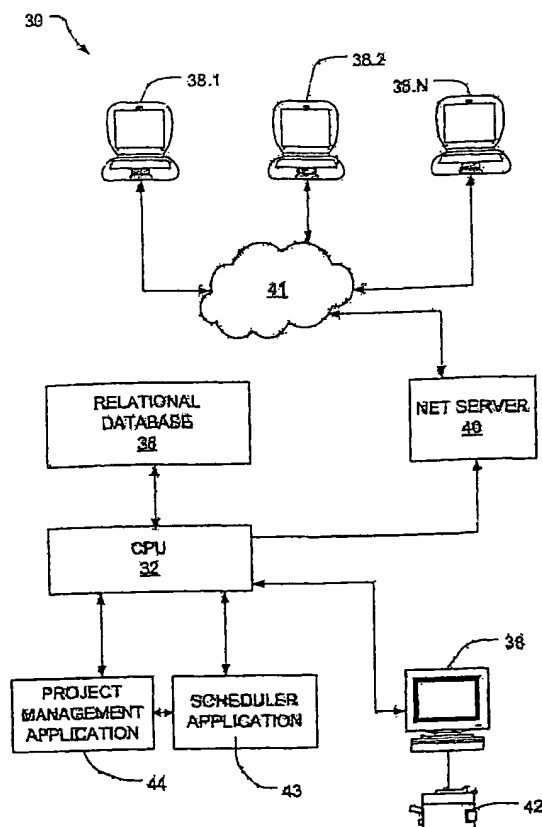 30
38.1
38.2
38.N
41
RELATIONAL
DATABASE
36
NET SERVER
40
CPU
32
PROJECT
MANAGEMENT
APPLICATION
44
SCHEDULER
APPLICATION
43
36
42